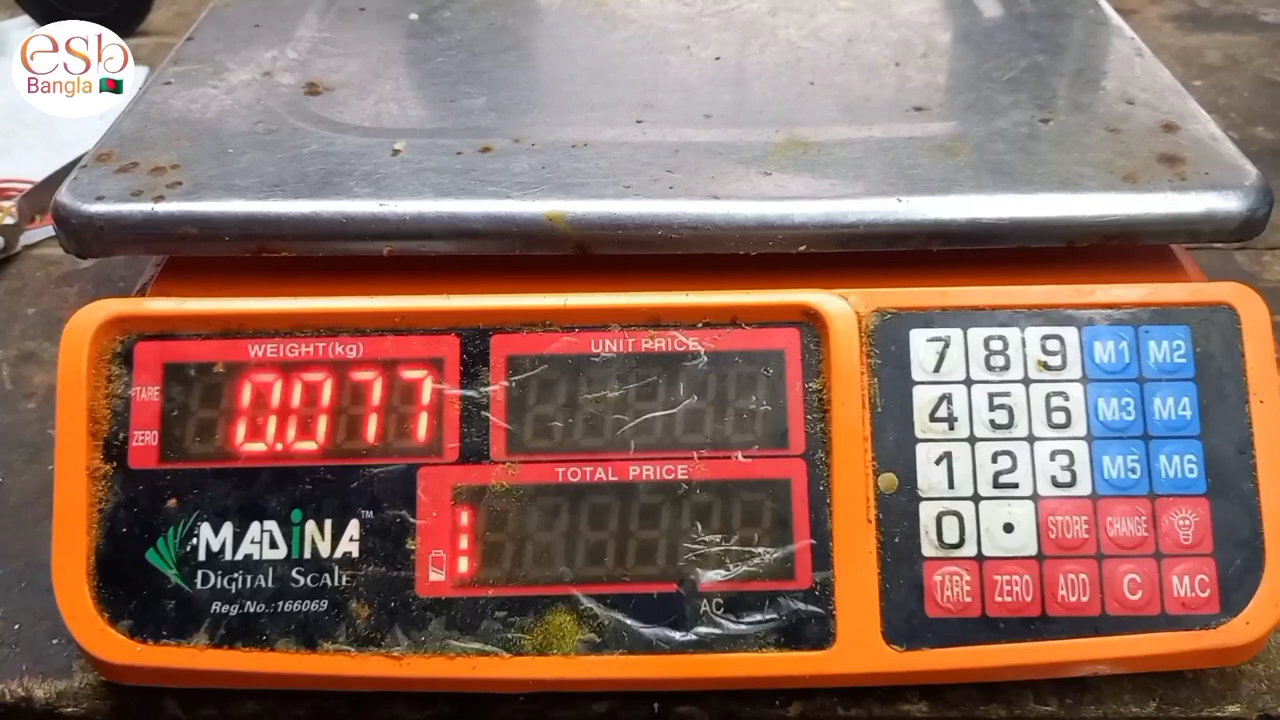 esb
Bangla
WEIGHT(kg)
UNIT PRICE
TARE
ZERO
0.077
TOTAL PRICE
MADiNA™
Digital Scale
Reg.No.:166069
AC
7 8 9 M1 M2
4 5 6 M3 M4
1 2 3 M5 M6
0 . STORE CHANGE
TARE ZERO ADD C M.C